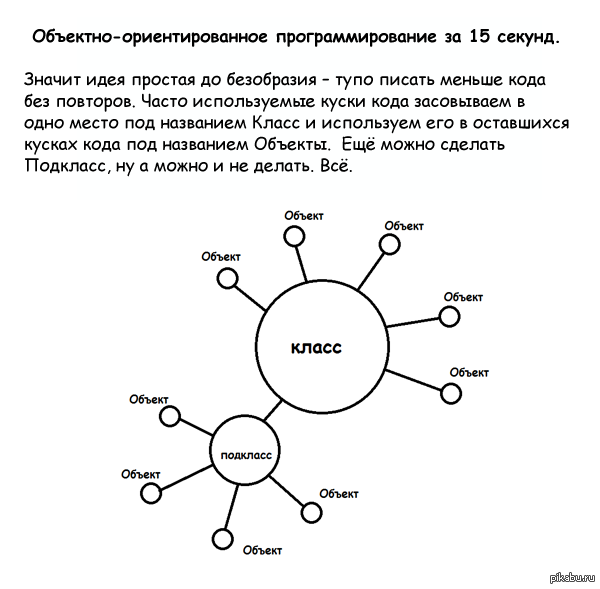 Объектно-ориентированное программирование за 15 секунд.
Значит идея простая до безобразия – тупо писать меньше кода
без повторов. Часто используемые куски кода засовываем в
одно место под названием Класс и используем его в оставшихся
кусках кода под названием Объекты. Ещё можно сделать
Подкласс, ну а можно и не делать. Всё.
Объект
Объект
Объект
Объект
класс
Объект
Объект
подкласс
Объект
Объект
Объект
pikabu.ru